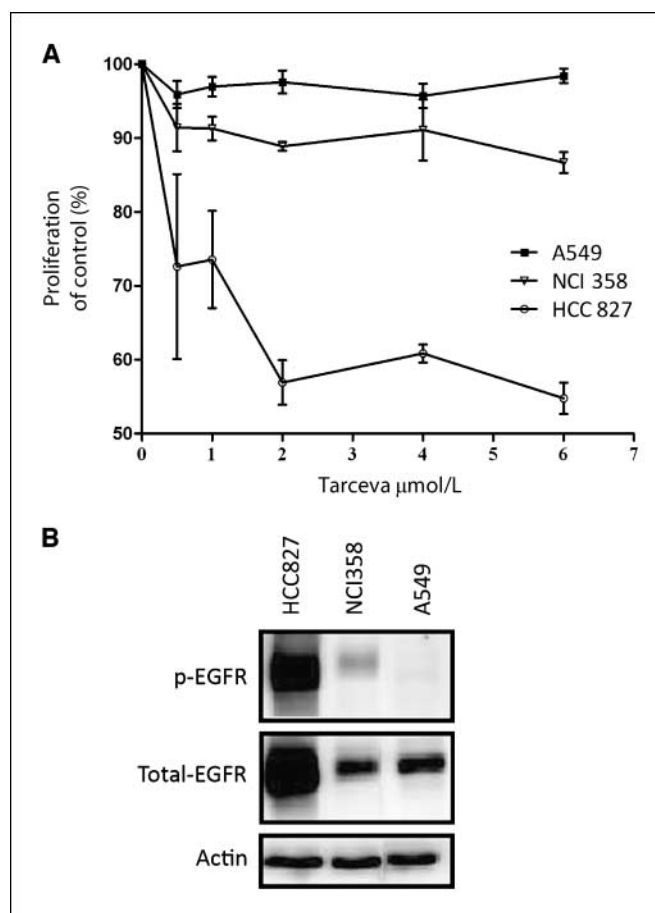 A
100
90
80
70
60
50
Proliferation
of control (%)
0 1 2 3 4 5 6 7
Tarceva μmol/L
A549
NCI 358
HCC 827
B
HCC827 NCI358 A549
p-EGFR
Total-EGFR
Actin